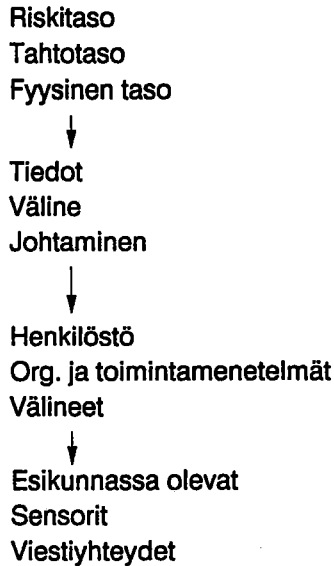 Riskitaso
Tahtotaso
Fyysinen taso
Tiedot
Väline
Johtaminen
Henkilöstö
Org. ja toimintamenetelmät
Välineet
Esikunnassa olevat
Sensorit
Viestiyhteydet